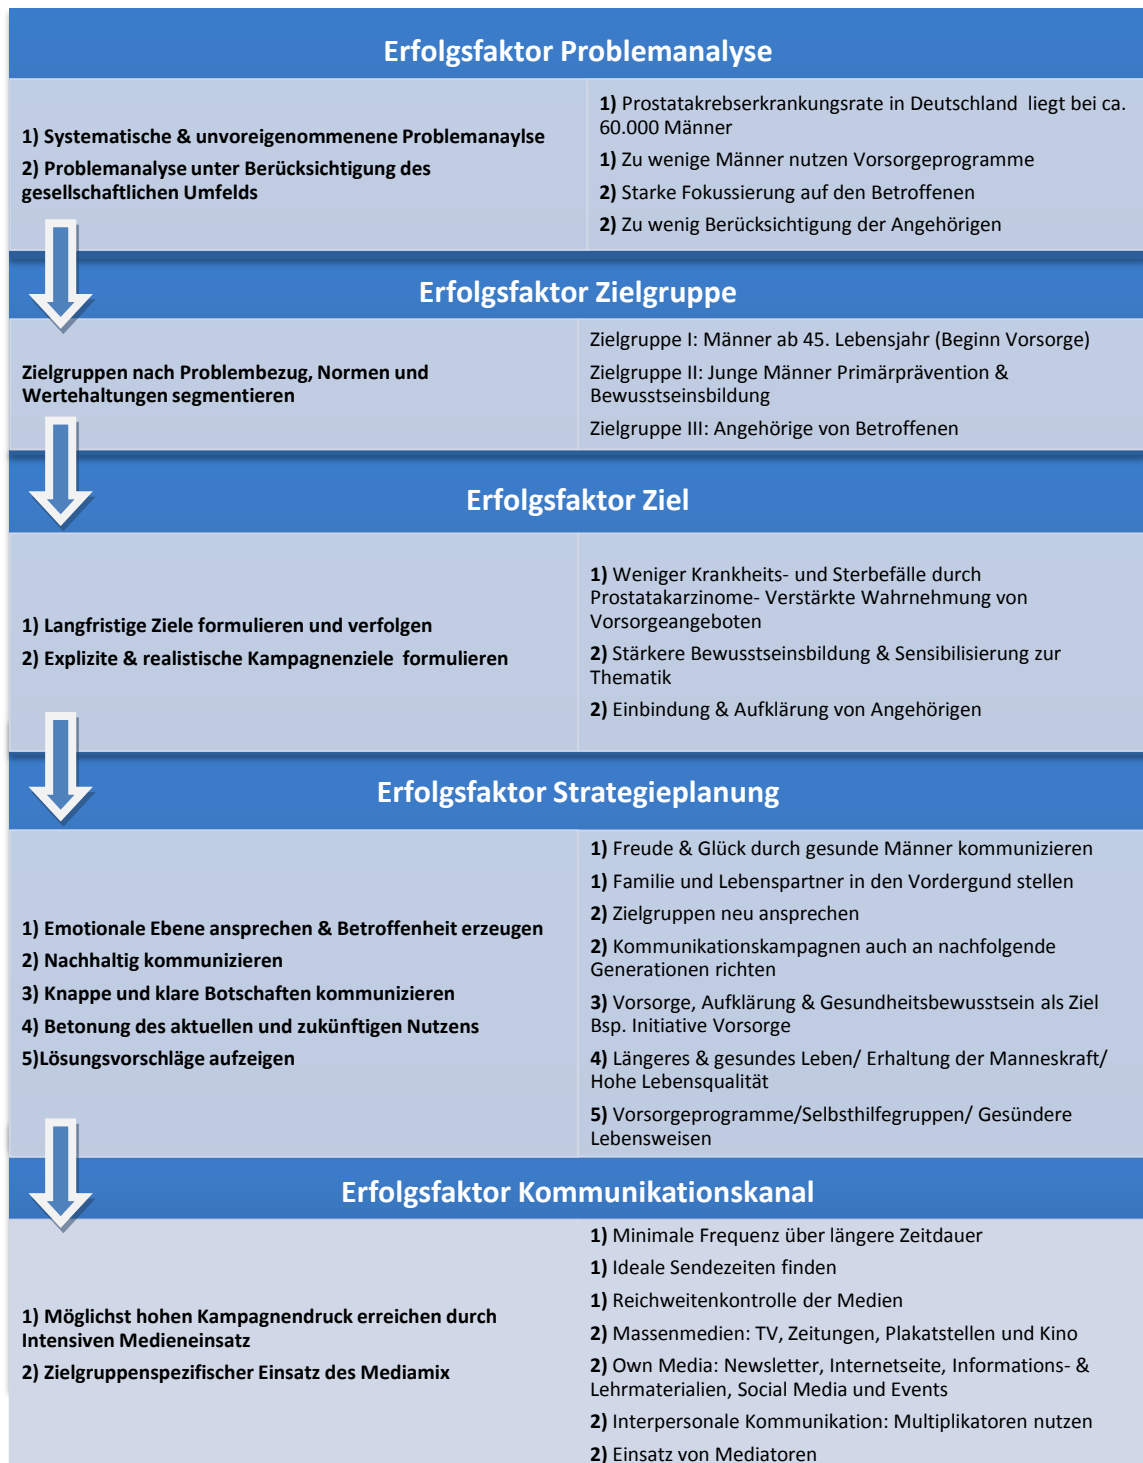 Erfolgsfaktor Problemanalyse
1) Systematische & unvoreigenommenene Problemanaylse
2) Problemanalyse unter Berücksichtigung des
gesellschaftlichen Umfelds
1) Prostatakrebserkrankungsrate in Deutschland liegt bei ca.
60.000 Männer
1) Zu wenige Männer nutzen Vorsorgeprogramme
2) Starke Fokussierung auf den Betroffenen
2) Zu wenig Berücksichtigung der Angehörigen
Erfolgsfaktor Zielgruppe
Zielgruppen nach Problembezug, Normen und
Wertehaltungen segmentieren
Zielgruppe I: Männer ab 45. Lebensjahr (Beginn Vorsorge)
Zielgruppe II: Junge Männer Primärprävention &
Bewusstseinsbildung
Zielgruppe III: Angehörige von Betroffenen
Erfolgsfaktor Ziel
1) Langfristige Ziele formulieren und verfolgen
2) Explizite & realistische Kampagnenziele formulieren
1) Weniger Krankheits- und Sterbefälle durch
Prostatakarzinome- Verstärkte Wahrnehmung von
Vorsorgeangeboten
2) Stärkere Bewusstseinsbildung & Sensibilisierung zur
Thematik
2) Einbindung & Aufklärung von Angehörigen
Erfolgsfaktor Strategieplanung
1) Emotionale Ebene ansprechen & Betroffenheit erzeugen
2) Nachhaltig kommunizieren
3) Knappe und klare Botschaften kommunizieren
4) Betonung des aktuellen und zukünftigen Nutzens
5)Lösungsvorschläge aufzeigen
1) Freude & Glück durch gesunde Männer kommunizieren
1) Familie und Lebenspartner in den Vordergund stellen
2) Zielgruppen neu ansprechen
2) Kommunikationskampagnen auch an nachfolgende
Generationen richten
3) Vorsorge, Aufklärung & Gesundheitsbewusstsein als Ziel
Bsp. Initiative Vorsorge
4) Längeres & gesundes Leben/ Erhaltung der Manneskraft/
Hohe Lebensqualität
5) Vorsorgeprogramme/Selbsthilfegruppen/ Gesündere
Lebensweisen
Erfolgsfaktor Kommunikationskanal
1) Möglichst hohen Kampagnendruck erreichen durch
Intensiven Medieneinsatz
2) Zielgruppenspezifischer Einsatz des Mediamix
1) Minimale Frequenz über längere Zeitdauer
1) Ideale Sendezeiten finden
1) Reichweitenkontrolle der Medien
2) Massenmedien: TV, Zeitungen, Plakatstellen und Kino
2) Own Media: Newsletter, Internetseite, Informations- &
Lehrmaterialien, Social Media und Events
2) Interpersonale Kommunikation: Multiplikatoren nutzen
2) Einsatz von Mediatoren